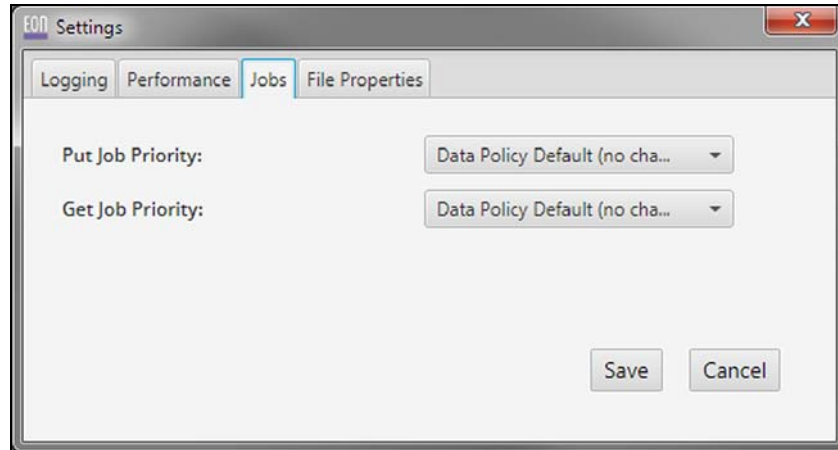 EON Settings
Logging Performance Jobs File Properties
Put Job Priority: Data Policy Default (no cha...
Get Job Priority: Data Policy Default (no cha...
Save Cancel